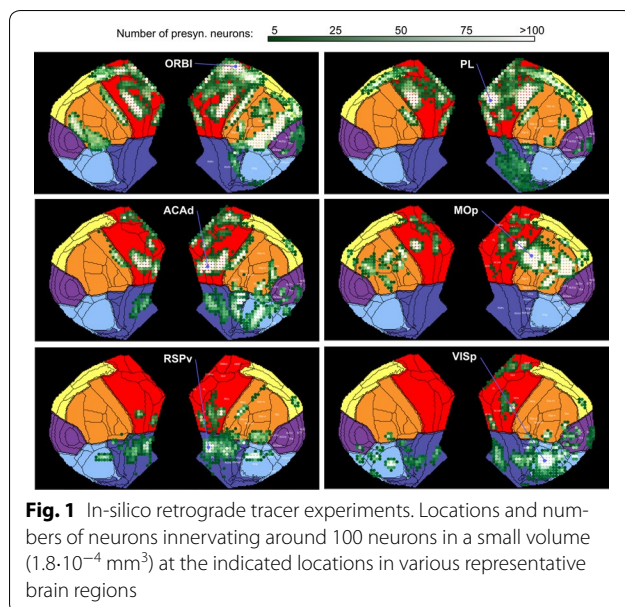 Number of presyn. neurons: 5 25 50 75 >100
ORBl PL
ACAd MOp
RSPv VISp
Fig. 1 In-silico retrograde tracer experiments. Locations and num-
bers of neurons innervating around 100 neurons in a small volume
(1.8·10⁻⁴ mm³) at the indicated locations in various representative
brain regions